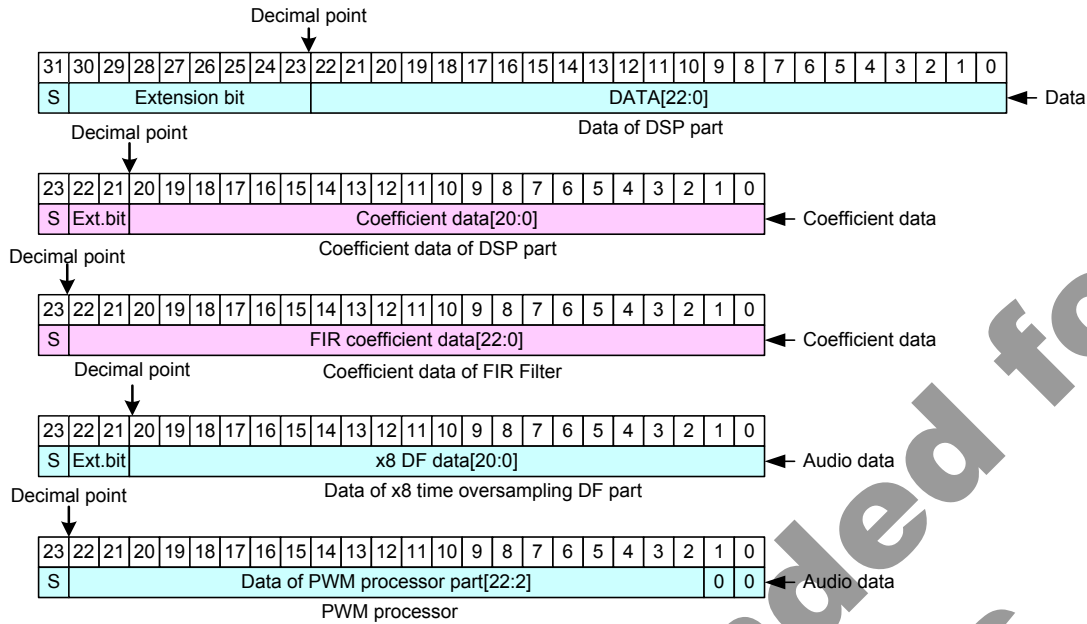 Decimal point
31 30 29 28 27 26 25 24 23 22 21 20 19 18 17 16 15 14 13 12 11 10 9 8 7 6 5 4 3 2 1 0
S Extension bit DATA[22:0] Data
Data of DSP part
Decimal point
23 22 21 20 19 18 17 16 15 14 13 12 11 10 9 8 7 6 5 4 3 2 1 0
S Ext.bit Coefficient data[20:0] Coefficient data
Coefficient data of DSP part
Decimal point
23 22 21 20 19 18 17 16 15 14 13 12 11 10 9 8 7 6 5 4 3 2 1 0
S FIR coefficient data[22:0] Coefficient data
Coefficient data of FIR Filter
Decimal point
23 22 21 20 19 18 17 16 15 14 13 12 11 10 9 8 7 6 5 4 3 2 1 0
S Ext.bit x8 DF data[20:0] Audio data
Data of x8 time oversampling DF part
Decimal point
23 22 21 20 19 18 17 16 15 14 13 12 11 10 9 8 7 6 5 4 3 2 1 0
S Data of PWM processor part[22:2] 0 0 Audio data
PWM processor